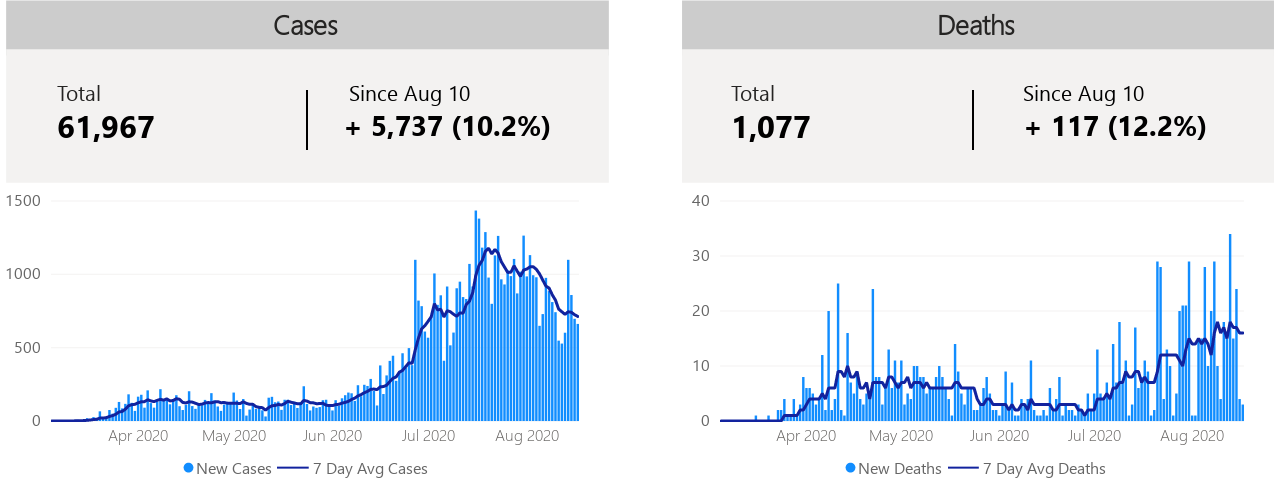 Cases
Total
61,967
Since Aug 10
+ 5,737 (10.2%)
1500
1000
500
0
Apr 2020 May 2020 Jun 2020 Jul 2020 Aug 2020
New Cases 7 Day Avg Cases
Deaths
Total
1,077
Since Aug 10
+ 117 (12.2%)
40
30
20
10
0
Apr 2020 May 2020 Jun 2020 Jul 2020 Aug 2020
New Deaths 7 Day Avg Deaths